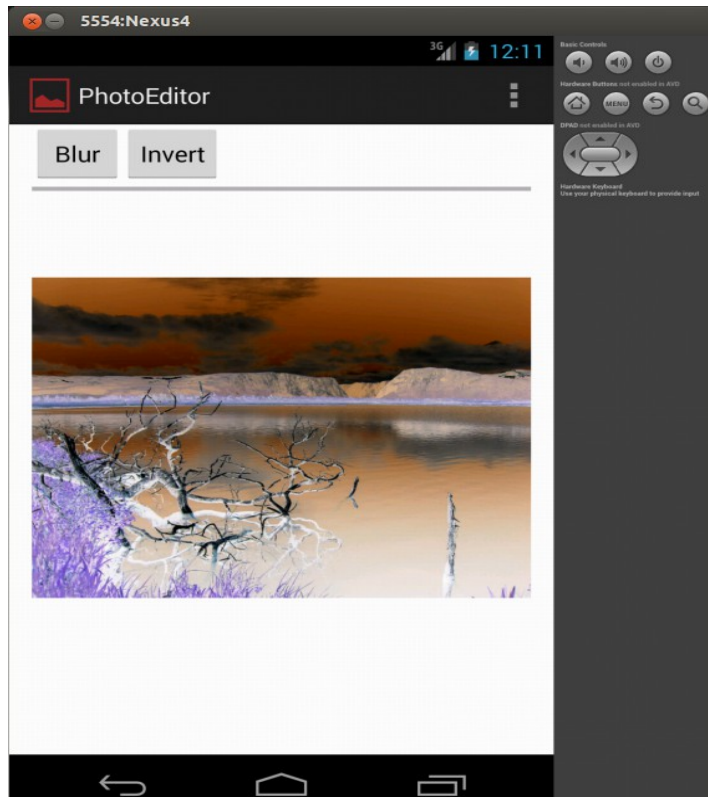 5554:Nexus4
3G 12:11
PhotoEditor
Blur Invert
Basic Controls
Hardware Buttons not enabled in AVD
MENU
DPAD not enabled in AVD
Hardware Keyboard
Use your physical keyboard to provide input